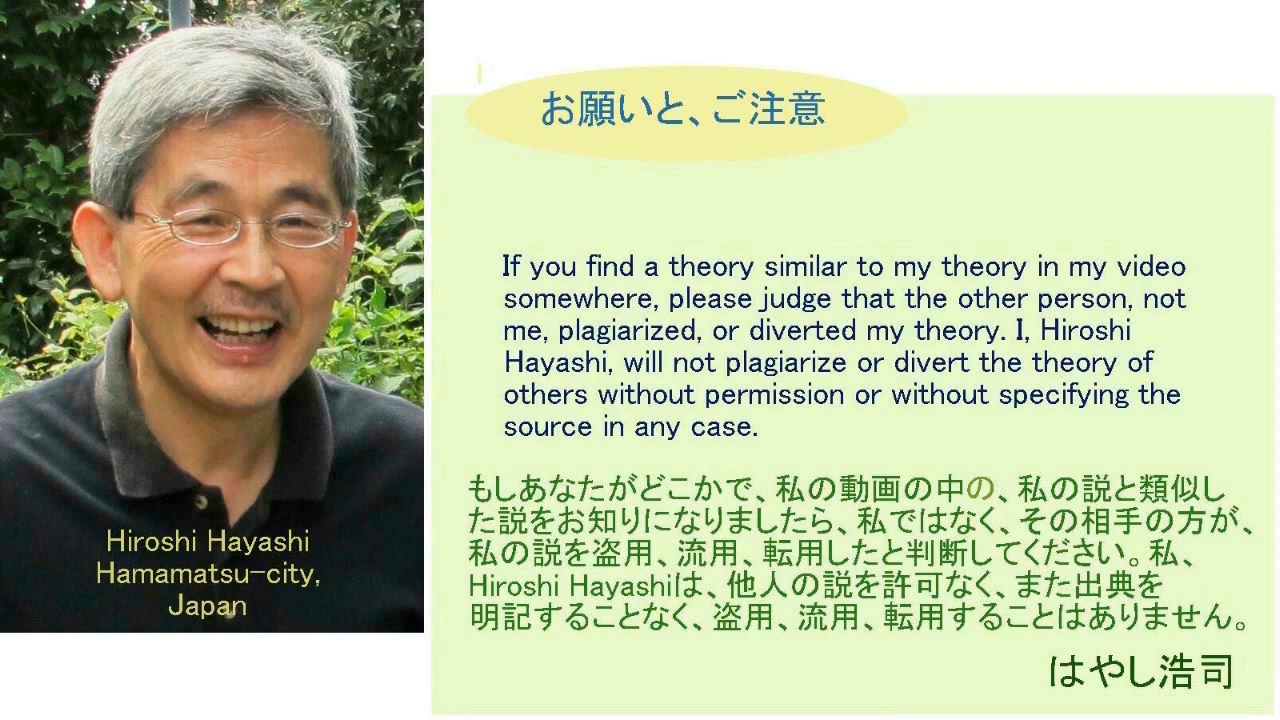 お願いと、ご注意
If you find a theory similar to my theory in my video
somewhere, please judge that the other person, not
me, plagiarized, or diverted my theory. I, Hiroshi
Hayashi, will not plagiarize or divert the theory of
others without permission or without specifying the
source in any case.
もしあなたがどこかで、私の動画の中の、私の説と類似し
た説をお知りになりましたら、私ではなく、その相手の方が、
私の説を盗用、流用、転用したと判断してください。私、
Hiroshi Hayashiは、他人の説を許可なく、また出典を
明記することなく、盗用、流用、転用することはありません。
はやし浩司
Hiroshi Hayashi
Hamamatsu-city,
Japan